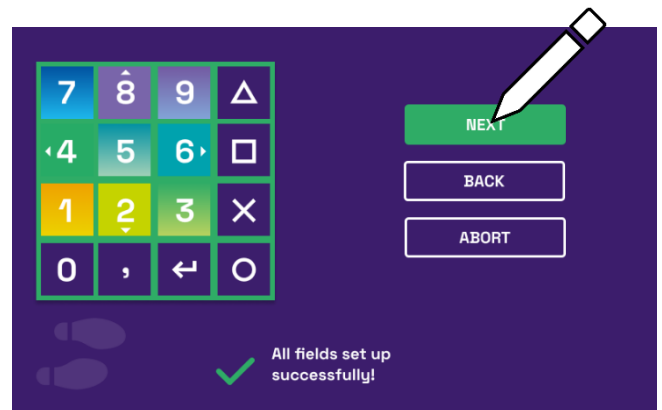 7 8 9
4 5 6
1 2 3
0 ,
NEXT
BACK
ABORT
All fields set up
successfully!